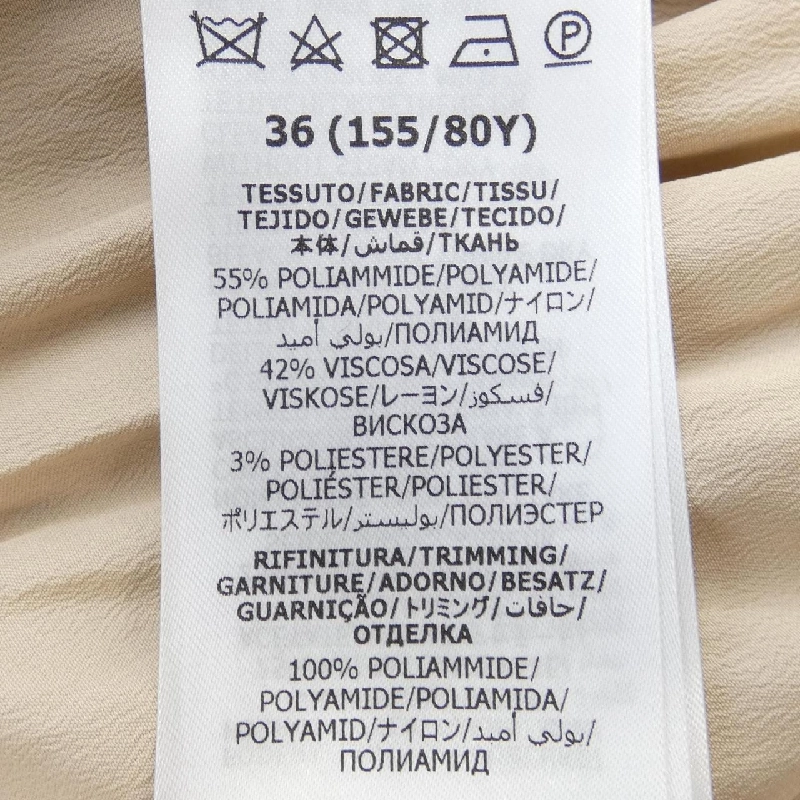 P
36 (155/80Y)
TESSUTO/FABRIC/TISSU/
TEJIDO/GEWEBE/TECIDO/
本体/قماش/ТКАНЬ
55% POLIAMMIDE/POLYAMIDE/
POLIAMIDA/POLYAMID/ナイロン/
بولي أميد/ПОЛИАМИД
42% VISCOSA/VISCOSE/
VISKOSE/レーヨン/فسكوز/
ВИСКОЗА
3% POLIESTERE/POLYESTER/
POLIÉSTER/POLIESTER/
ポリエステル/بوليستر/ПОЛИЭСТЕР
RIFINITURA/TRIMMING/
GARNITURE/ADORNO/BESATZ/
GUARNIÇÃO/トリミング/حافات/
ОТДЕЛКА
100% POLIAMMIDE/
POLYAMIDE/POLIAMIDA/
POLYAMID/ナイロン/بولي أميد/
ПОЛИАМИД